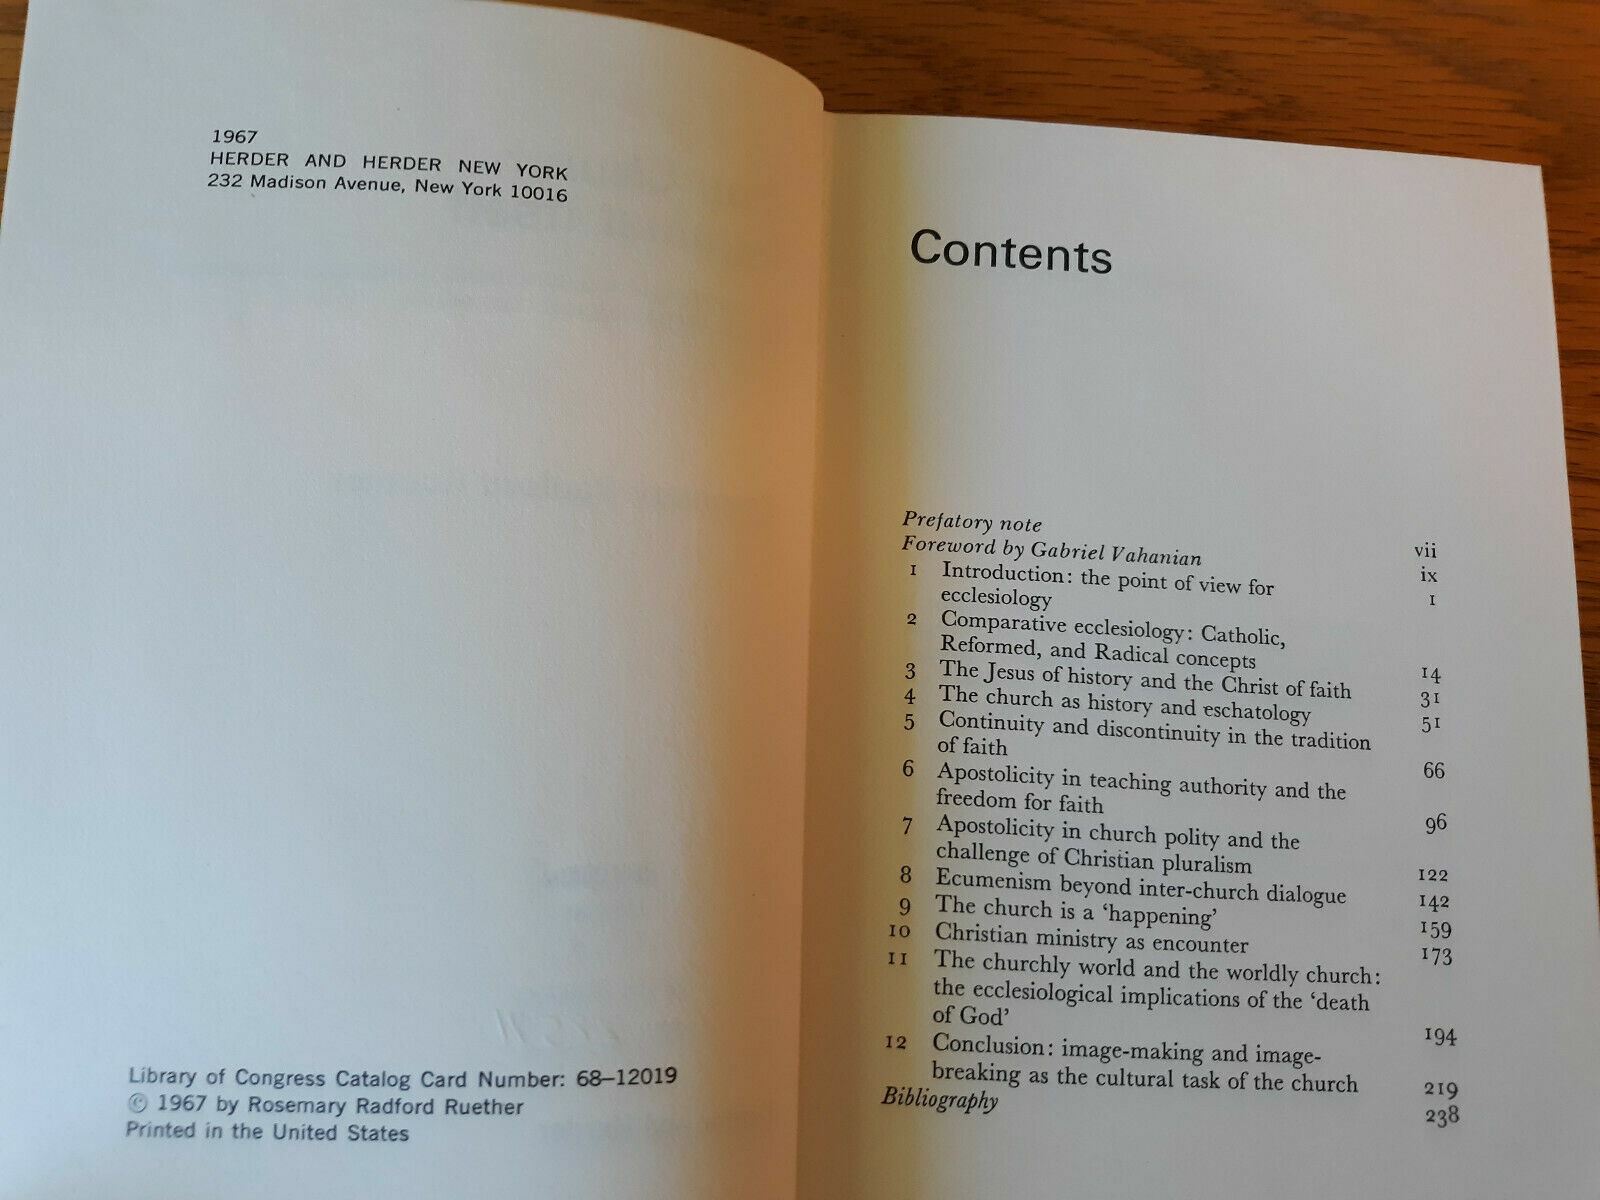 1967
HERDER AND HERDER NEW YORK
232 Madison Avenue, New York 10016
Library of Congress Catalog Card Number: 68–12019
© 1967 by Rosemary Radford Ruether
Printed in the United States
Contents
Prefatory note vii
Foreword by Gabriel Vahanian ix
1 Introduction: the point of view for
ecclesiology 1
2 Comparative ecclesiology: Catholic,
Reformed, and Radical concepts 14
3 The Jesus of history and the Christ of faith 31
4 The church as history and eschatology 51
5 Continuity and discontinuity in the tradition
of faith 66
6 Apostolicity in teaching authority and the
freedom for faith 96
7 Apostolicity in church polity and the
challenge of Christian pluralism 122
8 Ecumenism beyond inter-church dialogue 142
9 The church is a ‘happening’ 159
10 Christian ministry as encounter 173
11 The churchly world and the worldly church:
the ecclesiological implications of the ‘death
of God’ 194
12 Conclusion: image-making and image-
breaking as the cultural task of the church 219
Bibliography 238